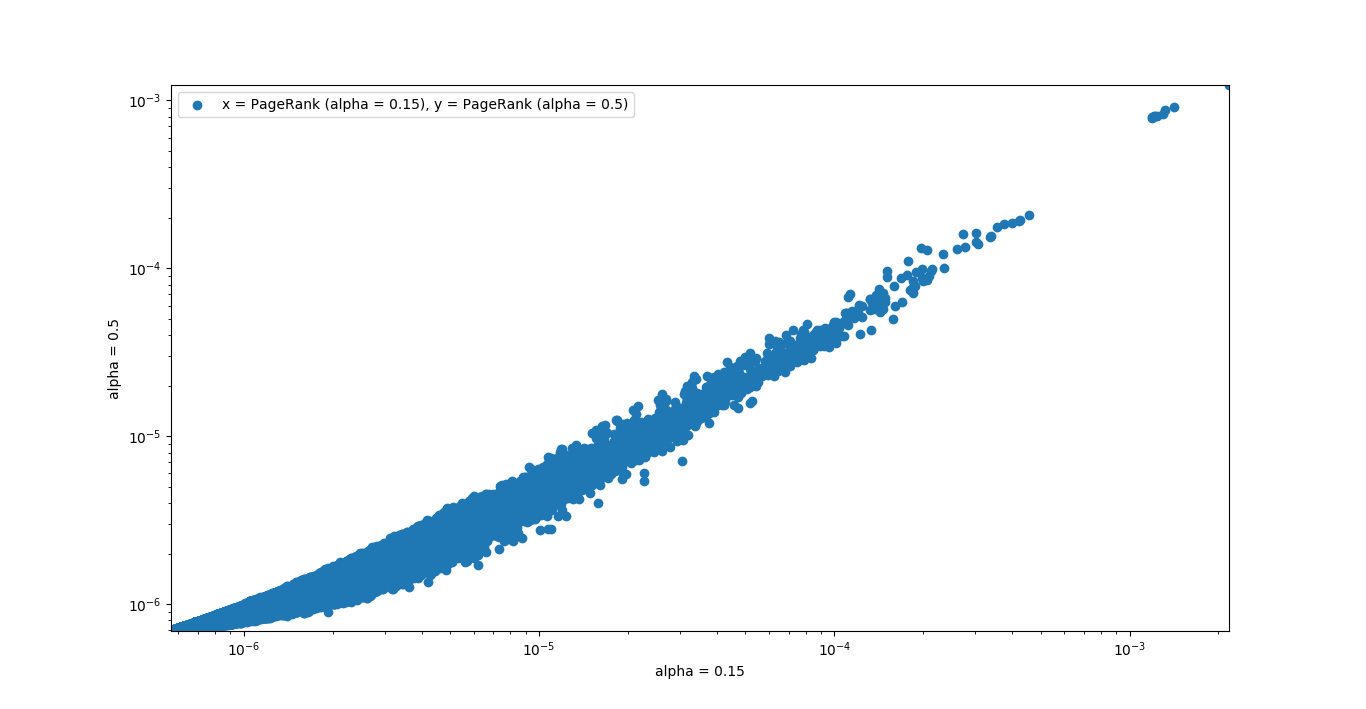 x = PageRank (alpha = 0.15), y = PageRank (alpha = 0.5)
10⁻³
10⁻⁴
10⁻⁵
10⁻⁶
alpha = 0.5
10⁻⁶ 10⁻⁵ 10⁻⁴ 10⁻³
alpha = 0.15